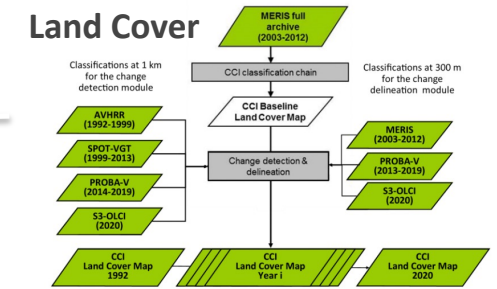 Land Cover
MERIS full
archive
(2003-2012)
Classifications at 1 km
for the change
detection module
Classifications at 300 m
for the change
delineation module
CCI classification chain
CCI Baseline
Land Cover Map
AVHRR
(1992-1999)
SPOT-VGT
(1999-2013)
PROBA-V
(2014-2019)
S3-OLCI
(2020)
Change detection &
delineation
MERIS
(2003-2012)
PROBA-V
(2013-2019)
S3-OLCI
(2020)
CCI
Land Cover Map
1992
CCI
Land Cover Map
Year i
CCI
Land Cover Map
2020